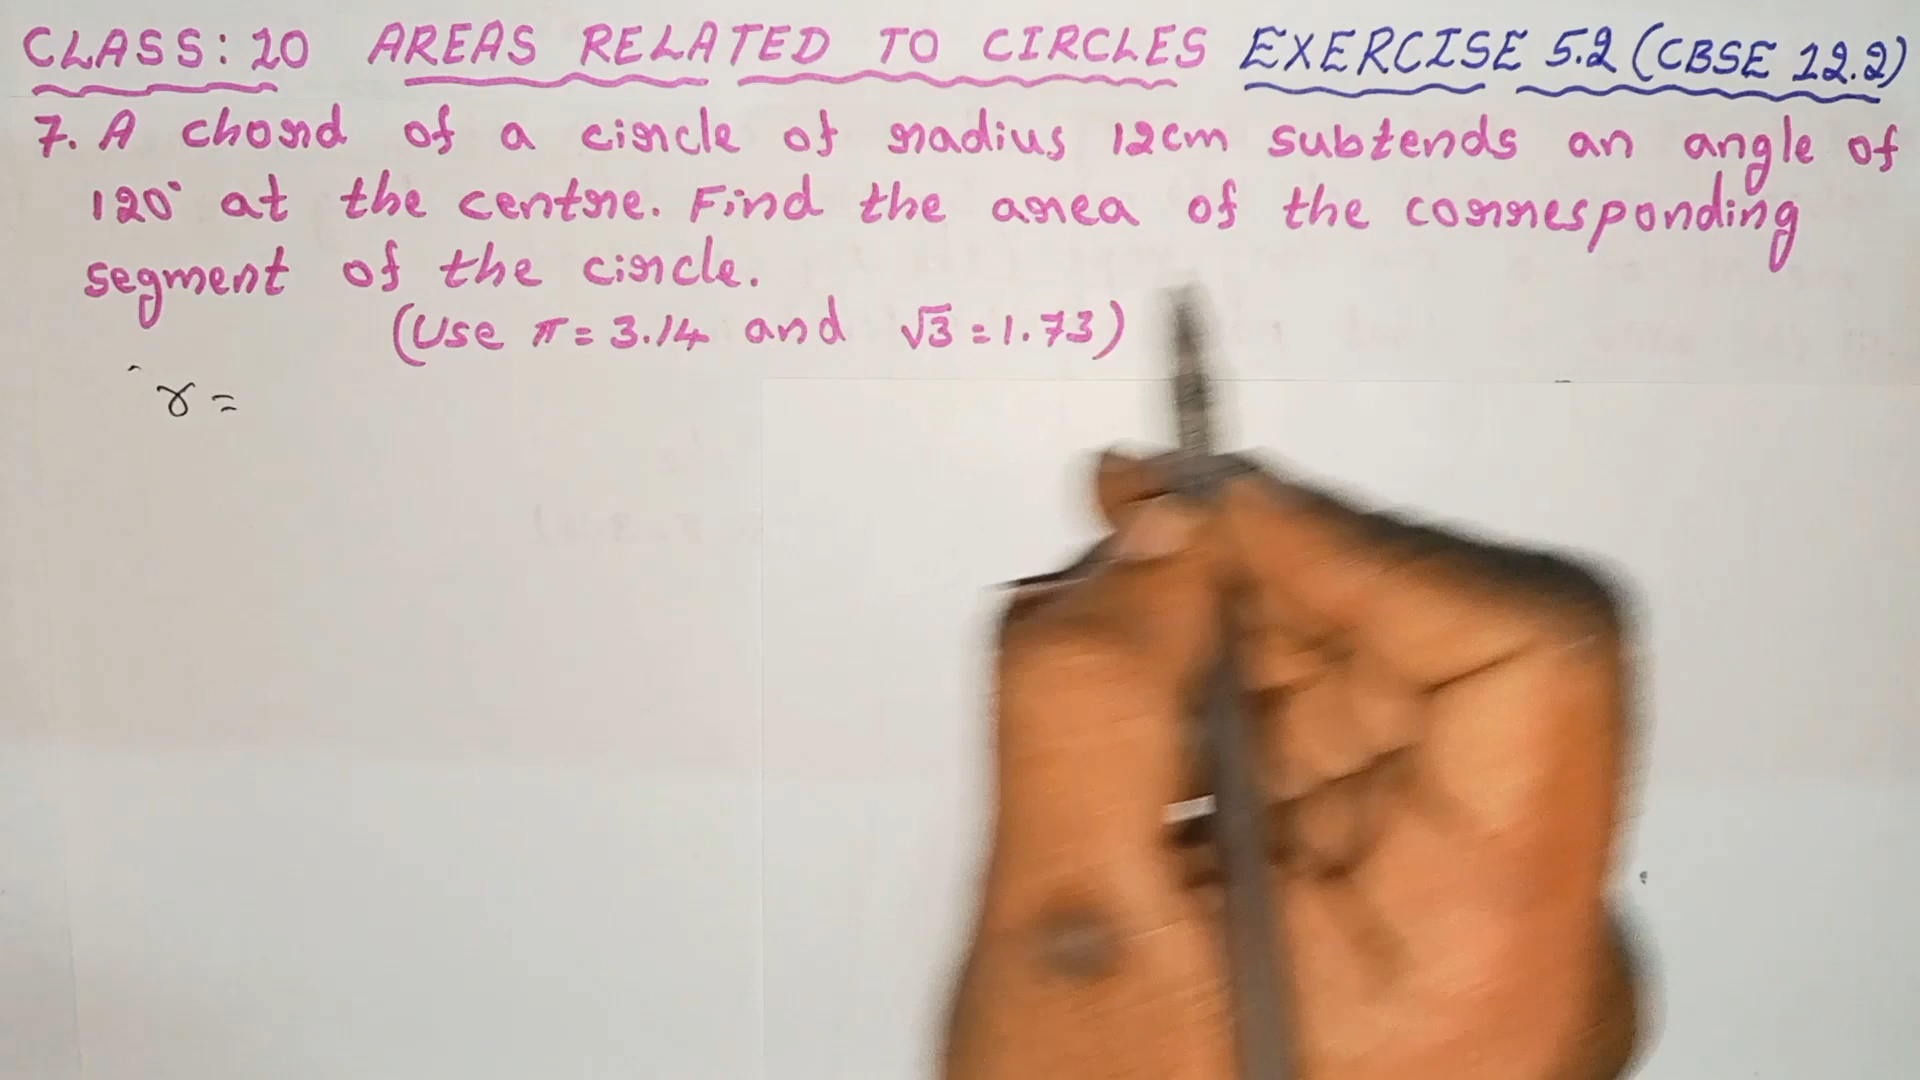 CLASS: 10 AREAS RELATED TO CIRCLES EXERCISE 5.2 (CBSE 12.2)
7. A chord of a circle of radius 12cm subtends an angle of
120° at the centre. Find the area of the corresponding
segment of the circle.
(Use π = 3.14 and √3 = 1.73)
r =